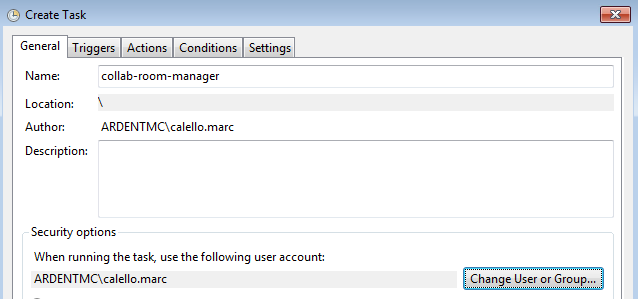 Create Task
General Triggers Actions Conditions Settings
Name: collab-room-manager
Location: \
Author: ARDENTMC\calello.marc
Description:
Security options
When running the task, use the following user account:
ARDENTMC\calello.marc Change User or Group...